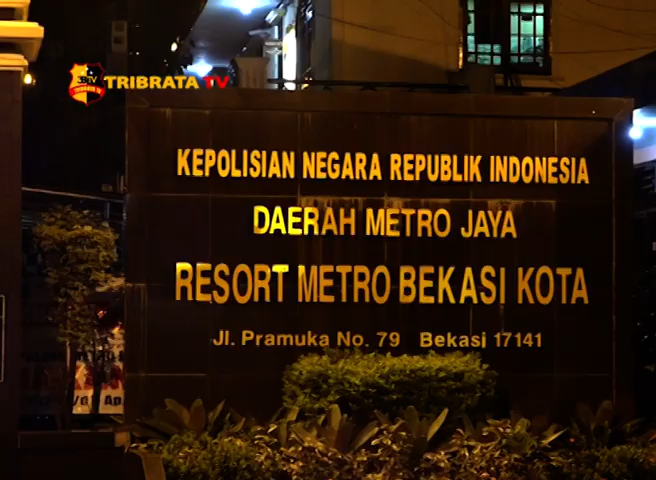 TRIBRATA TV
KEPOLISIAN NEGARA REPUBLIK INDONESIA
DAERAH METRO JAYA
RESORT METRO BEKASI KOTA
Jl. Pramuka No. 79 Bekasi 17141